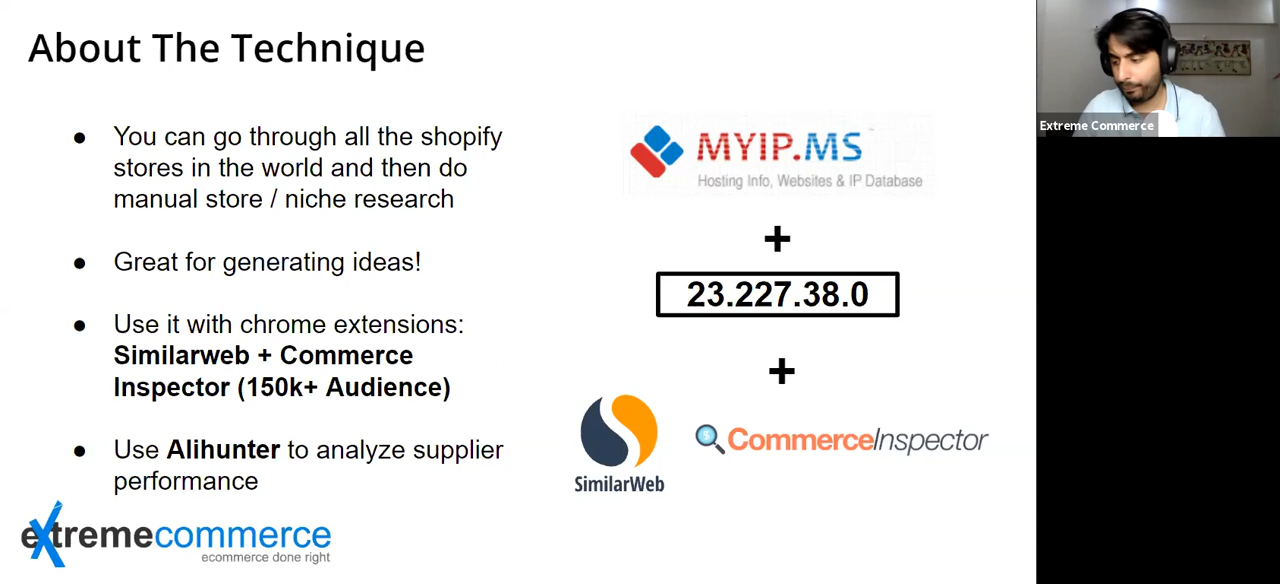 About The Technique
● You can go through all the shopify
stores in the world and then do
manual store / niche research
● Great for generating ideas!
● Use it with chrome extensions:
Similarweb + Commerce
Inspector (150k+ Audience)
● Use Alihunter to analyze supplier
performance
extremecommerce
ecommerce done right
MYIP.MS
Hosting Info, Websites & IP Database
+
23.227.38.0
+
SimilarWeb
CommerceInspector
Extreme Commerce